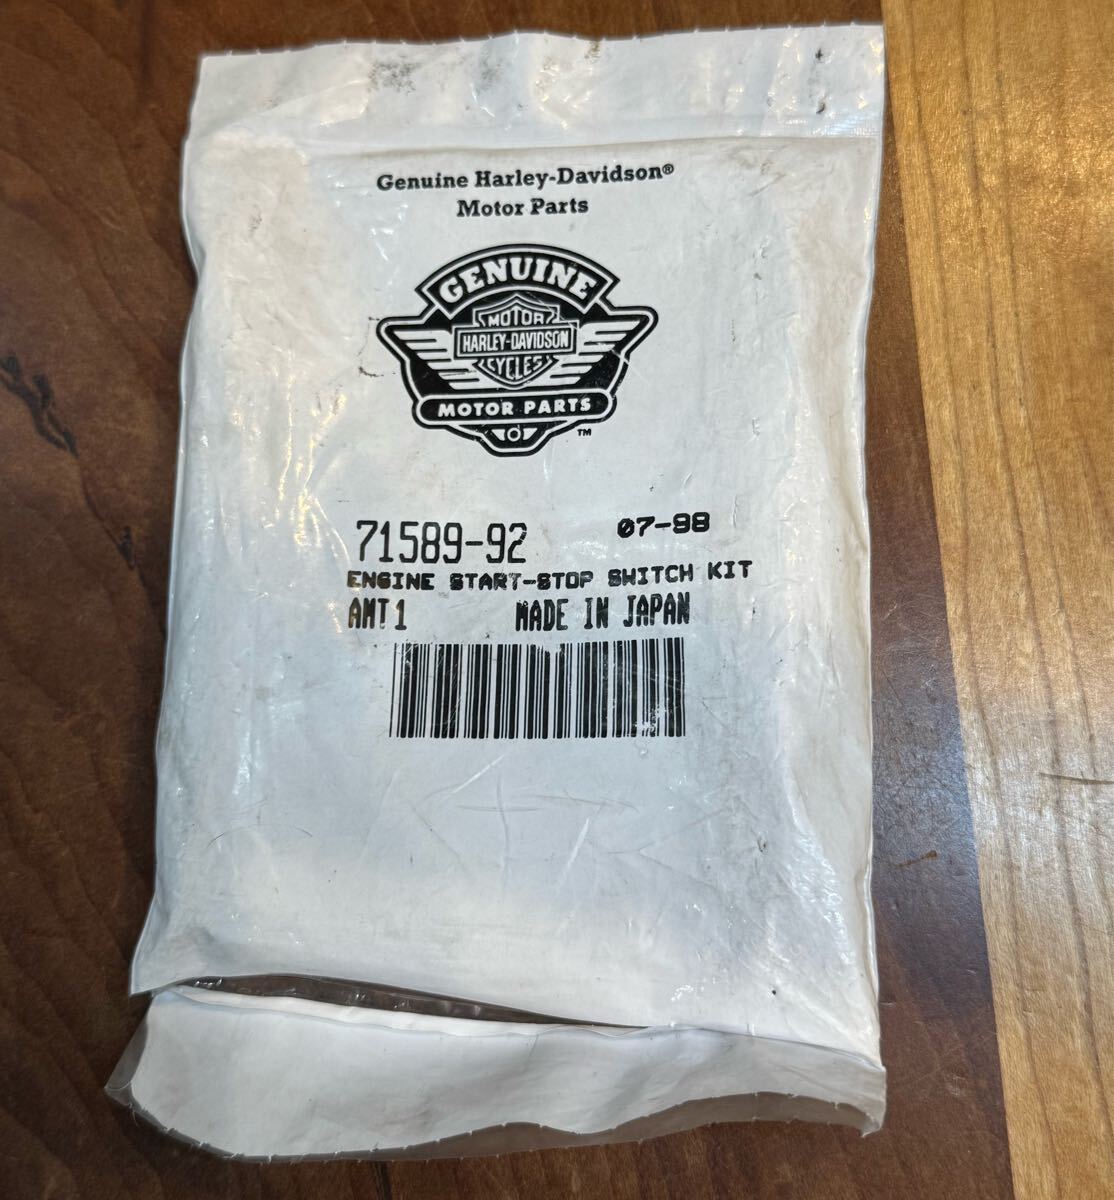 Genuine Harley-Davidson®
Motor Parts
GENUINE
MOTOR
HARLEY-DAVIDSON
CYCLES
MOTOR PARTS
TM
71589-92 07-98
ENGINE START-STOP SWITCH KIT
AMT 1 MADE IN JAPAN